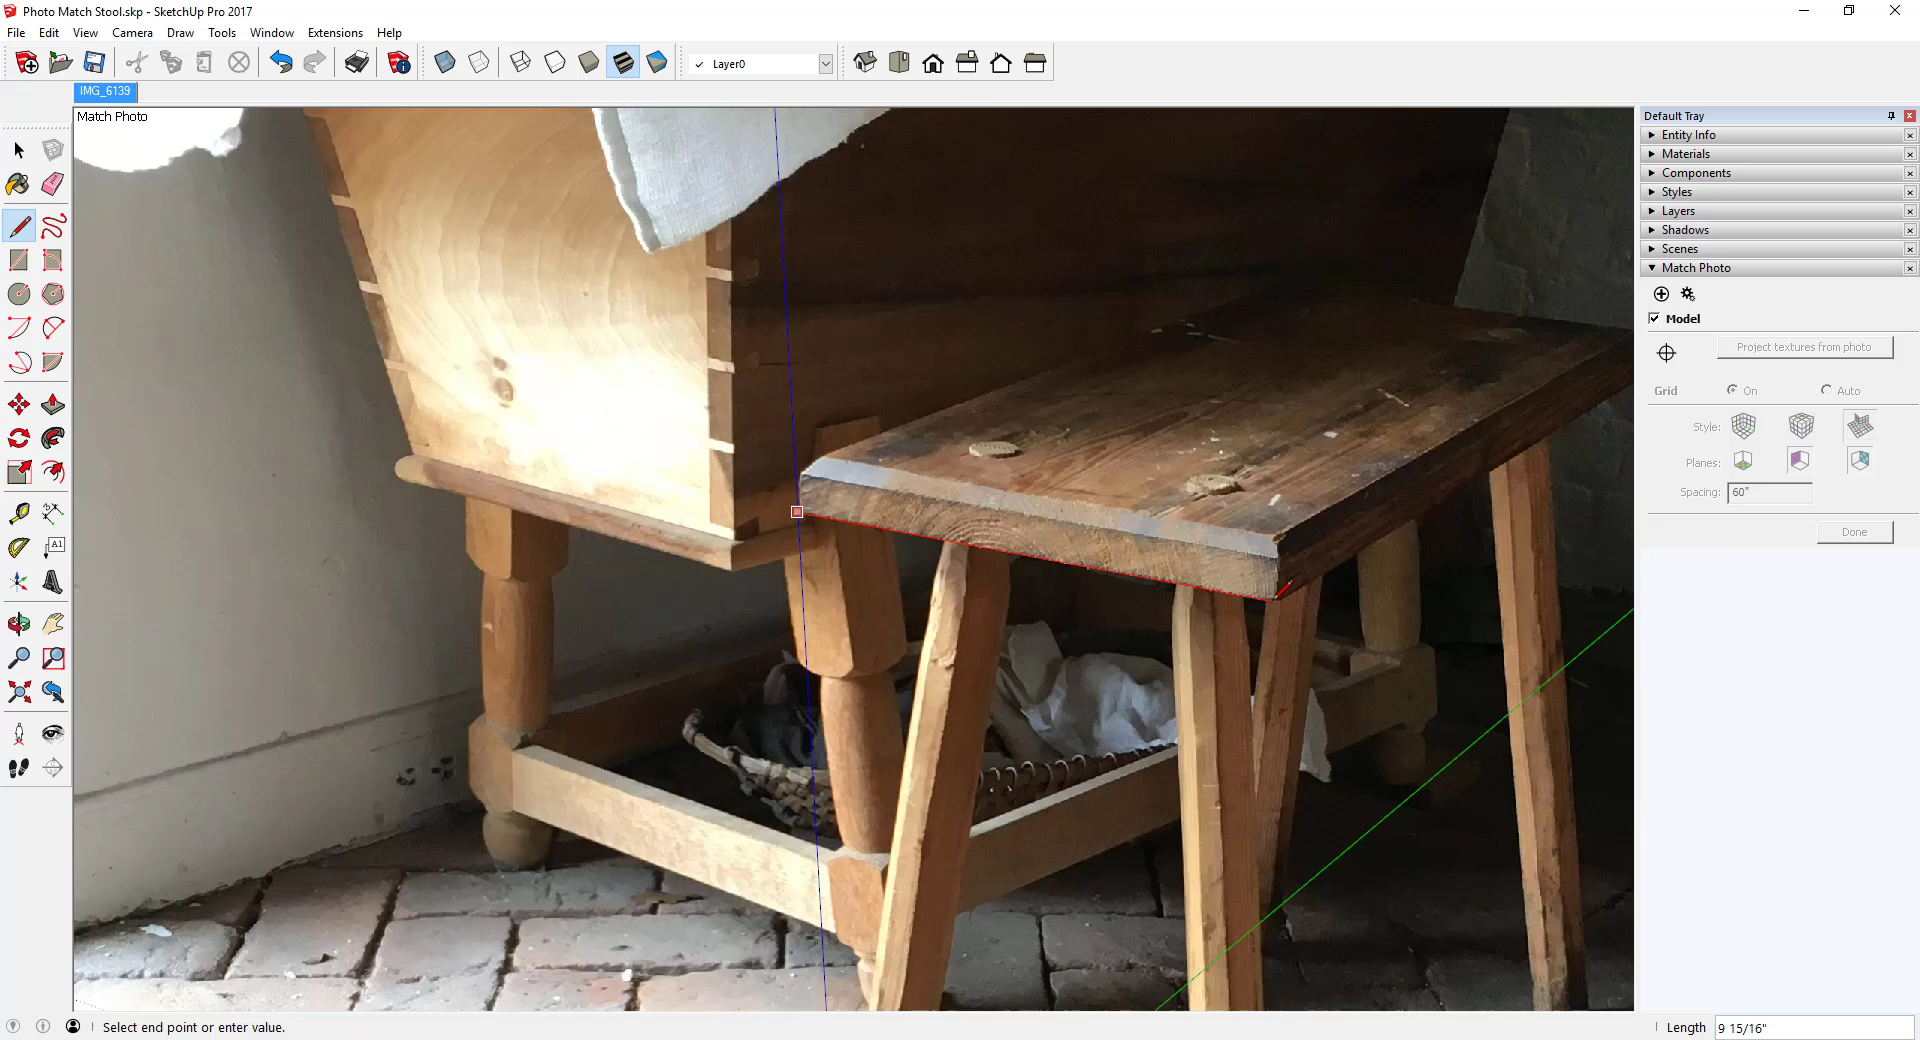 Photo Match Stool.skp - SketchUp Pro 2017
File Edit View Camera Draw Tools Window Extensions Help
Layer0
IMG_6139
Match Photo
A1
Default Tray
Entity Info
Materials
Components
Styles
Layers
Shadows
Scenes
Match Photo
Model
Project textures from photo
Grid On Auto
Style:
Planes:
Spacing: 60"
Done
Select end point or enter value.
Length 9 15/16"